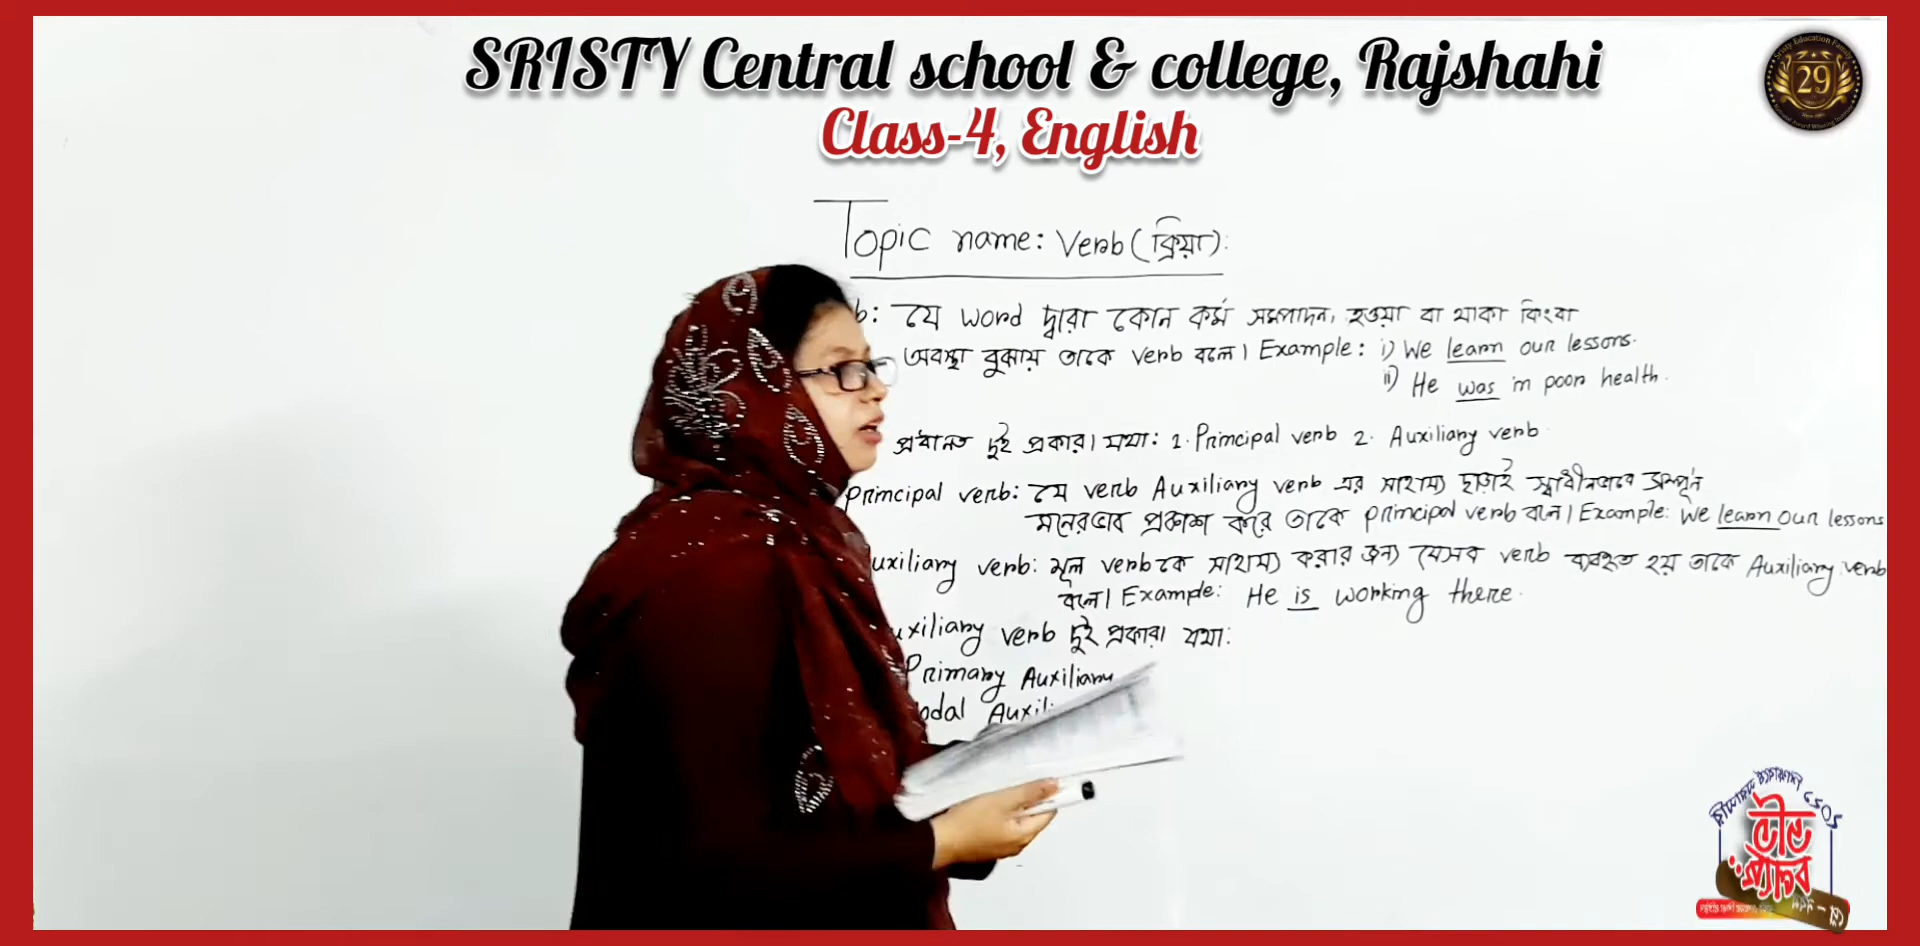 SRISTY Central school & college, Rajshahi
Class-4, English
29
Topic name: Verb (ক্রিয়া):
b: যে word দ্বারা কোন কর্ম সম্পাদন, হওয়া বা থাকা কিংবা
অবস্থা বুঝায় তাকে verb বলে। Example: i) We learn our lessons.
ii) He was in poor health.
প্রধানত দুই প্রকার। যথা: 1. Principal verb 2. Auxiliary verb
Principal verb: যে verb Auxiliary verb এর সাহায্য ছাড়াই স্বাধীনভাবে সম্পূর্ন
মনেরভাব প্রকাশ করে তাকে principal verb বলে। Example: We learn our lessons
uxiliary verb: মূল verb কে সাহায্য করার জন্য যেসব verb ব্যবহৃত হয় তাকে Auxiliary verb
বলে। Example: He is working there.
uxiliary verb দুই প্রকার। যথা:
Primary Auxiliary
odal Auxili